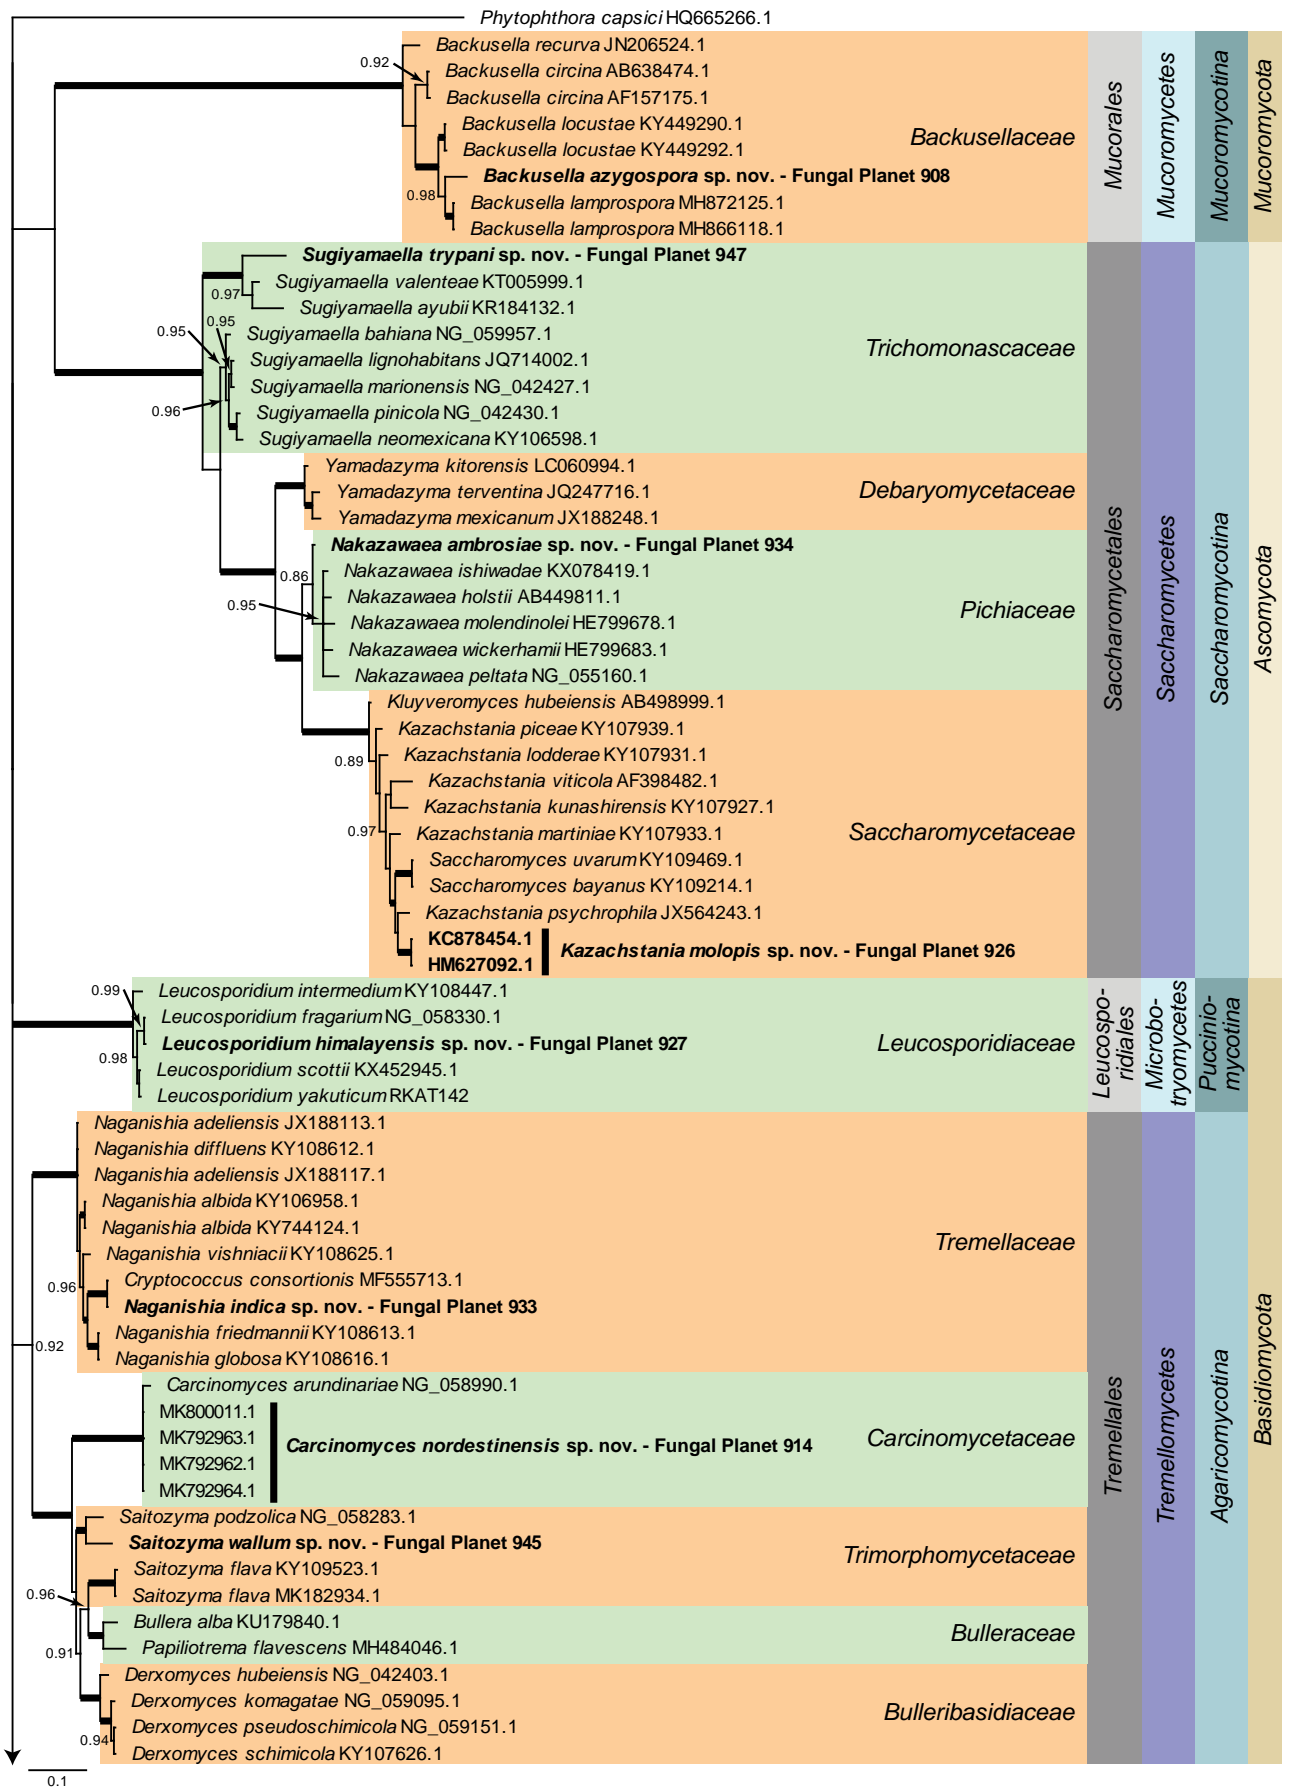 Phytophthora capsici HQ665266.1
Backusella recurva JN206524.1
0.92
Backusella circina AB638474.1
Backusella circina AF157175.1
Backusella locustae KY449290.1
Backusellaceae
Backusella locustae KY449292.1
Backusella azygospora sp. nov. - Fungal Planet 908
0.98
Backusella lamprospora MH872125.1
Backusella lamprospora MH866118.1
Mucorales
Mucoromycetes
Mucoromycotina
Mucoromycota
Sugiyamaella trypani sp. nov. - Fungal Planet 947
Sugiyamaella valenteae KT005999.1
0.97
Sugiyamaella ayubii KR184132.1
0.95
0.95
Sugiyamaella bahiana NG_059957.1
Trichomonascaceae
Sugiyamaella lignohabitans JQ714002.1
Sugiyamaella marionensis NG_042427.1
0.96
Sugiyamaella pinicola NG_042430.1
Sugiyamaella neomexicana KY106598.1
Yamadazyma kitorensis LC060994.1
Yamadazyma terventina JQ247716.1
Debaryomycetaceae
Yamadazyma mexicanum JX188248.1
Nakazawaea ambrosiae sp. nov. - Fungal Planet 934
0.86
Nakazawaea ishiwadae KX078419.1
0.95
Nakazawaea holstii AB449811.1
Pichiaceae
Nakazawaea molendinolei HE799678.1
Nakazawaea wickerhamii HE799683.1
Nakazawaea peltata NG_055160.1
Kluyveromyces hubeiensis AB498999.1
Kazachstania piceae KY107939.1
0.89
Kazachstania lodderae KY107931.1
Kazachstania viticola AF398482.1
Kazachstania kunashirensis KY107927.1
0.97
Kazachstania martiniae KY107933.1
Saccharomycetaceae
Saccharomyces uvarum KY109469.1
Saccharomyces bayanus KY109214.1
Kazachstania psychrophila JX564243.1
KC878454.1
Kazachstania molopis sp. nov. - Fungal Planet 926
HM627092.1
Saccharomycetales
Saccharomycetes
Saccharomycotina
Ascomycota
0.99
Leucosporidium intermedium KY108447.1
Leucosporidium fragarium NG_058330.1
Leucosporidium himalayensis sp. nov. - Fungal Planet 927
Leucosporidiaceae
0.98
Leucosporidium scottii KX452945.1
Leucosporidium yakuticum RKAT142
Leucospo-
ridiales
Microbo-
tryomycetes
Puccinio-
mycotina
Naganishia adeliensis JX188113.1
Naganishia diffluens KY108612.1
Naganishia adeliensis JX188117.1
Naganishia albida KY106958.1
Naganishia albida KY744124.1
Tremellaceae
Naganishia vishniacii KY108625.1
0.96
Cryptococcus consortionis MF555713.1
Naganishia indica sp. nov. - Fungal Planet 933
Naganishia friedmannii KY108613.1
0.92
Naganishia globosa KY108616.1
Carcinomyces arundinariae NG_058990.1
MK800011.1
MK792963.1
Carcinomyces nordestinensis sp. nov. - Fungal Planet 914
Carcinomycetaceae
MK792962.1
MK792964.1
Saitozyma podzolica NG_058283.1
Saitozyma wallum sp. nov. - Fungal Planet 945
Trimorphomycetaceae
Saitozyma flava KY109523.1
0.96
Saitozyma flava MK182934.1
Bullera alba KU179840.1
Bulleraceae
0.91
Papiliotrema flavescens MH484046.1
Derxomyces hubeiensis NG_042403.1
Derxomyces komagatae NG_059095.1
Bulleribasidiaceae
Derxomyces pseudoschimicola NG_059151.1
0.94
Derxomyces schimicola KY107626.1
Tremellales
Tremellomycetes
Agaricomycotina
Basidiomycota
0.1